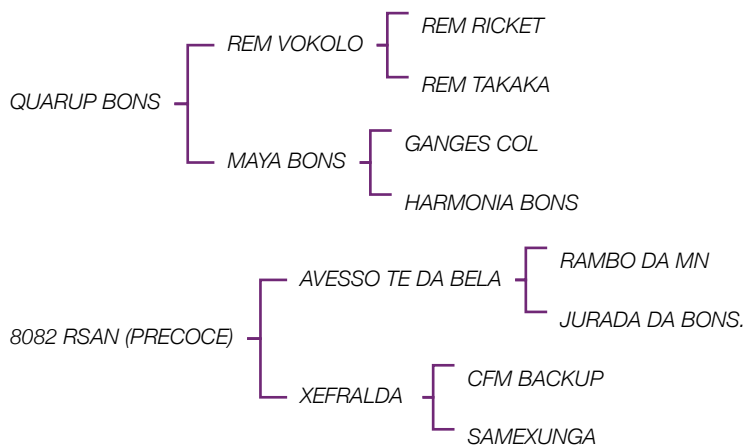 REM RICKET
REM VOKOLO
REM TAKAKA
QUARUP BONS
GANGES COL
MAYA BONS
HARMONIA BONS
RAMBO DA MN
AVESSO TE DA BELA
JURADA DA BONS.
8082 RSAN (PRECOCE)
CFM BACKUP
XEFRALDA
SAMEXUNGA